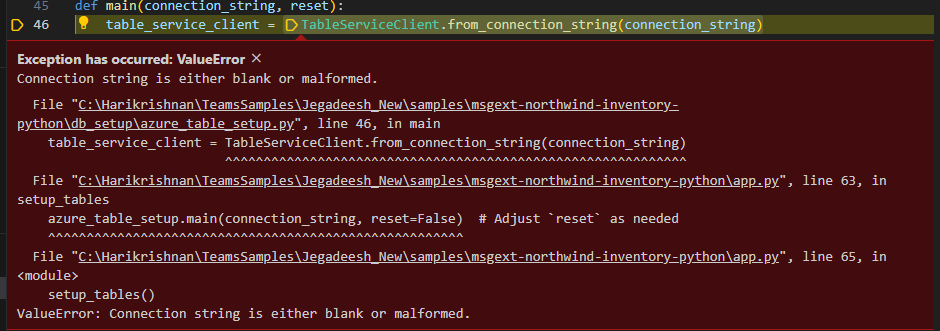 45 def main(connection_string, reset):
46 table_service_client = TableServiceClient.from_connection_string(connection_string)
Exception has occurred: ValueError ×
Connection string is either blank or malformed.
File "C:\Harikrishnan\TeamsSamples\Jegadeesh_New\samples\msgext-northwind-inventory-
python\db_setup\azure_table_setup.py", line 46, in main
table_service_client = TableServiceClient.from_connection_string(connection_string)
^^^^^^^^^^^^^^^^^^^^^^^^^^^^^^^^^^^^^^^^^^^^^^^^^^^^^^^^^^^^
File "C:\Harikrishnan\TeamsSamples\Jegadeesh_New\samples\msgext-northwind-inventory-python\app.py", line 63, in
setup_tables
azure_table_setup.main(connection_string, reset=False)  # Adjust `reset` as needed
^^^^^^^^^^^^^^^^^^^^^^^^^^^^^^^^^^^^^^^^^^^^^^^^^^^^^^
File "C:\Harikrishnan\TeamsSamples\Jegadeesh_New\samples\msgext-northwind-inventory-python\app.py", line 65, in
<module>
setup_tables()
ValueError: Connection string is either blank or malformed.